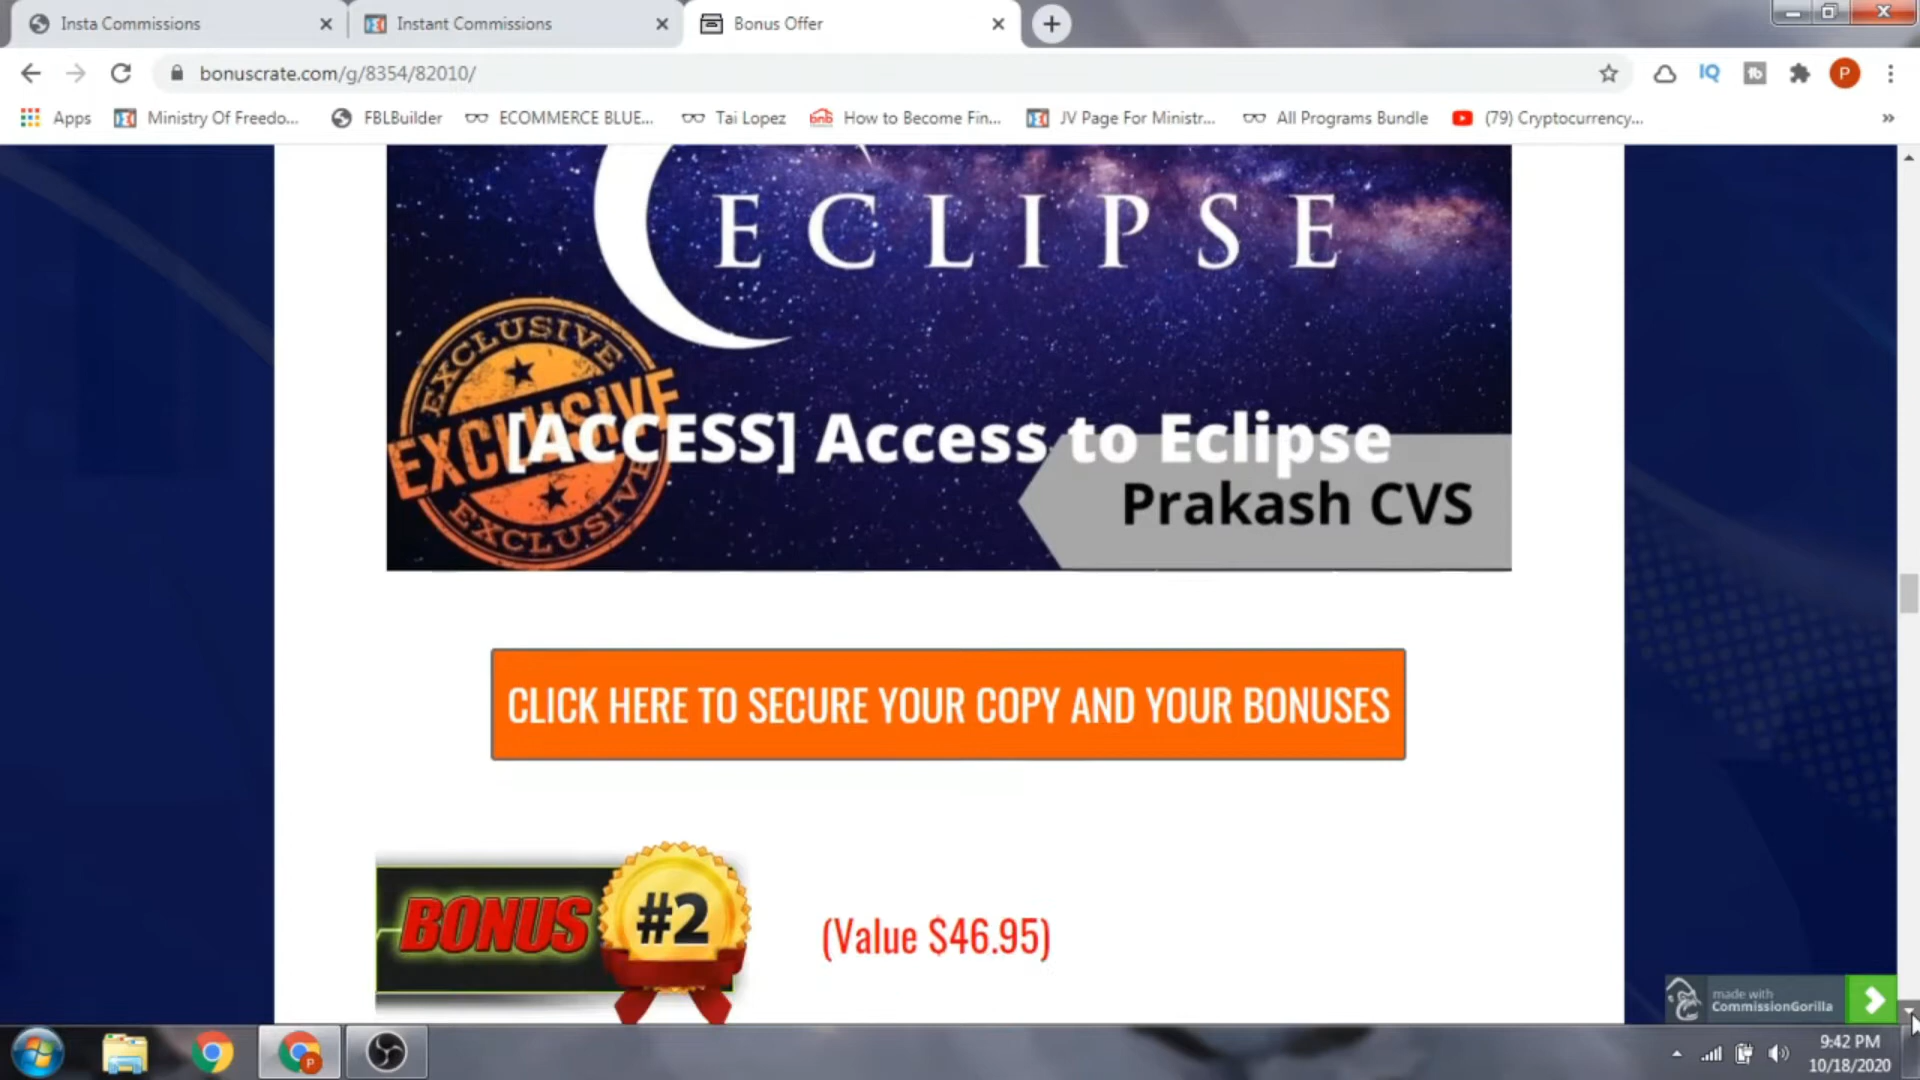 Insta Commissions
Instant Commissions
Bonus Offer
bonuscrate.com/g/8354/82010/
IQ
tb
P
Apps
Ministry Of Freedo...
FBLBuilder
ECOMMERCE BLUE...
Tai Lopez
bnb
How to Become Fin...
JV Page For Ministr...
All Programs Bundle
(79) Cryptocurrency...
»
ECLIPSE
EXCLUSIVE
EXCLUSIVE
EXCLUSIVE
[ACCESS] Access to Eclipse
Prakash CVS
CLICK HERE TO SECURE YOUR COPY AND YOUR BONUSES
BONUS #2
(Value $46.95)
made with
CommissionGorilla
P
9:42 PM
10/18/2020